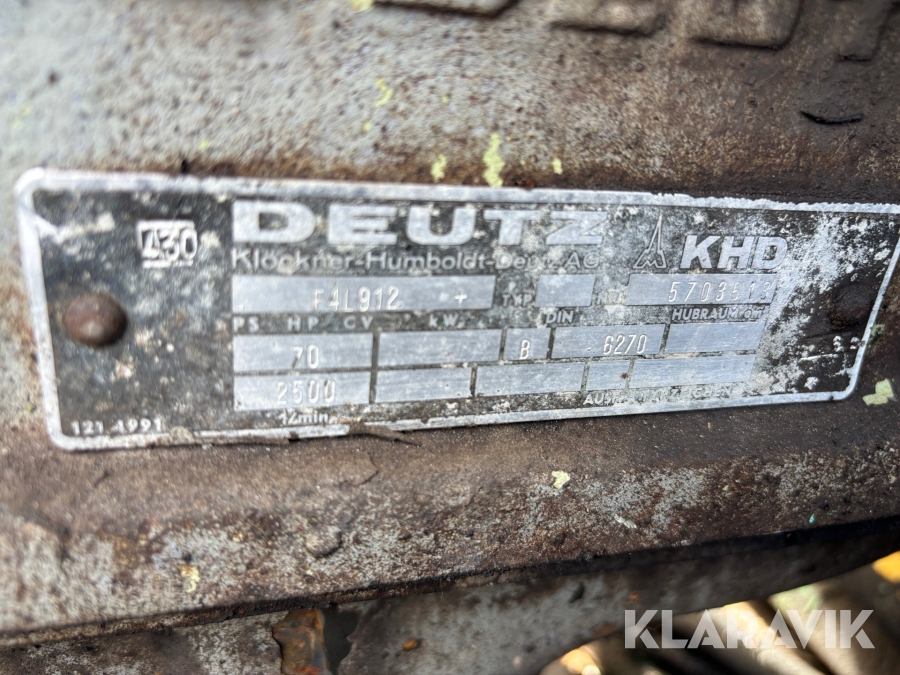 430
DEUTZ
KHD
Klöckner-Humboldt-Deutz AG
F4L912 +
TYP
PS HP CV
kW
DIN
HUBRAUM
70
B
6270
2500
1/min.
121 4991
KLARAVIK